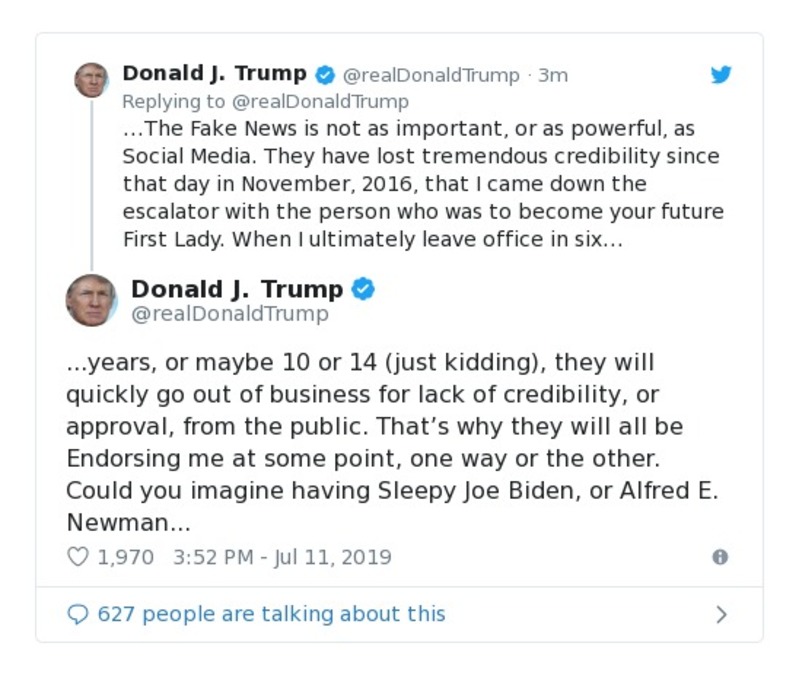 Donald J. Trump @realDonaldTrump · 3m
Replying to @realDonaldTrump
...The Fake News is not as important, or as powerful, as
Social Media. They have lost tremendous credibility since
that day in November, 2016, that I came down the
escalator with the person who was to become your future
First Lady. When I ultimately leave office in six...
Donald J. Trump
@realDonaldTrump
...years, or maybe 10 or 14 (just kidding), they will
quickly go out of business for lack of credibility, or
approval, from the public. That’s why they will all be
Endorsing me at some point, one way or the other.
Could you imagine having Sleepy Joe Biden, or Alfred E.
Newman...
1,970 3:52 PM - Jul 11, 2019
627 people are talking about this